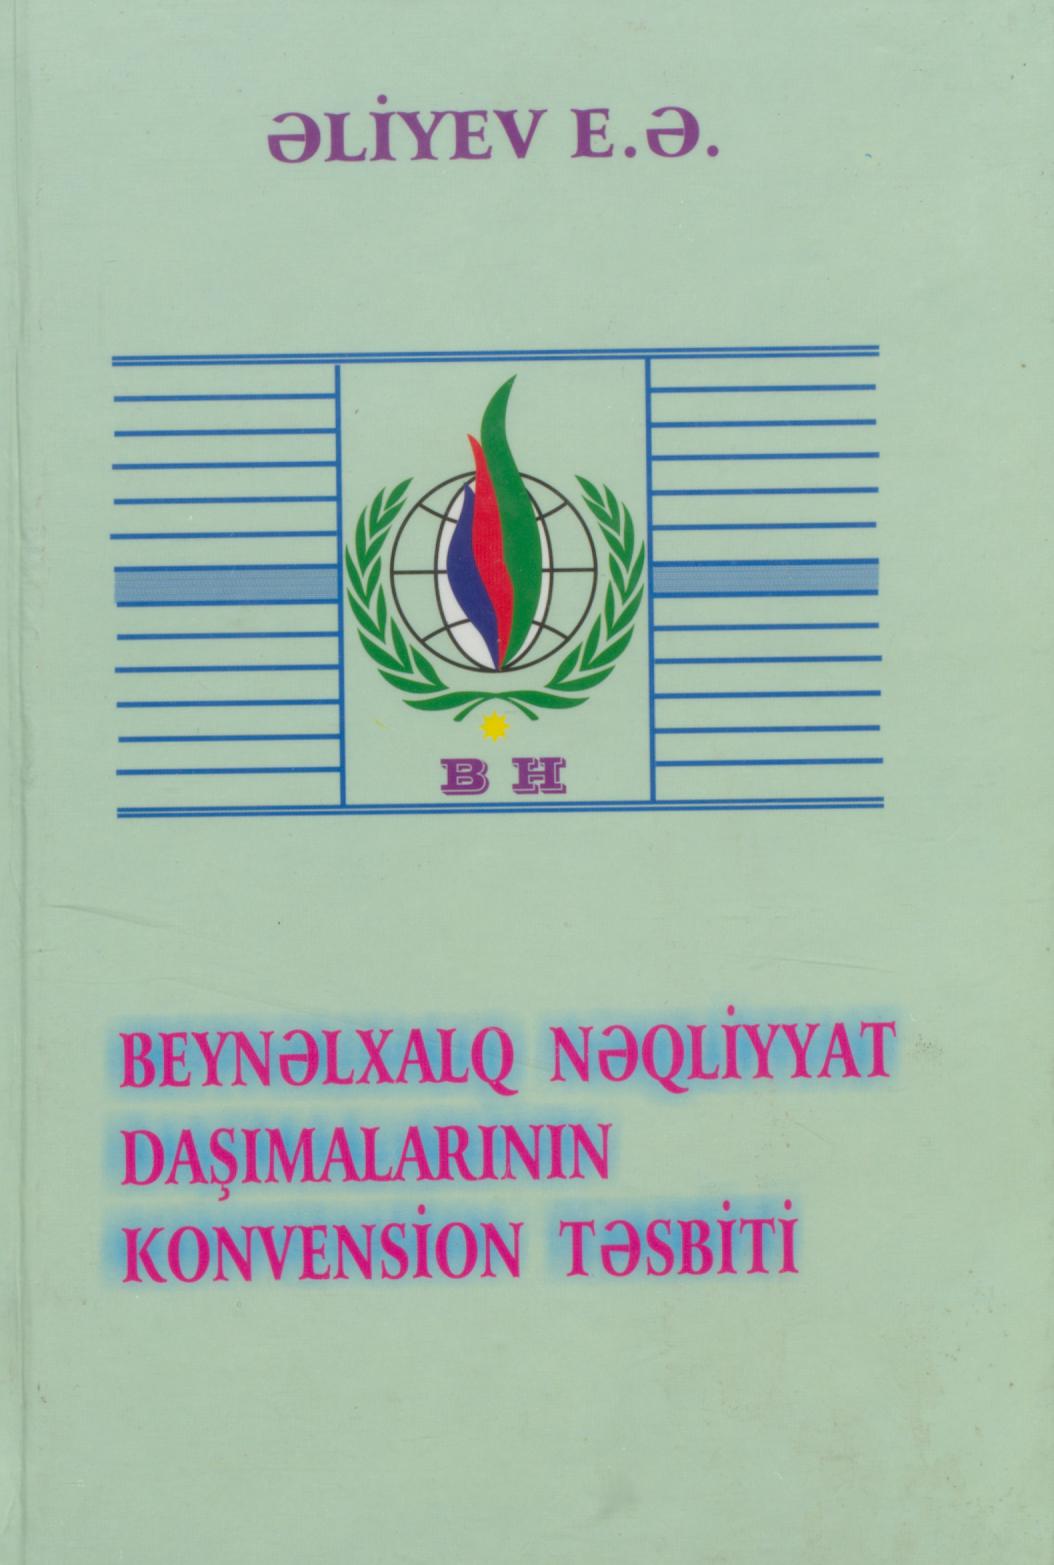 ƏLİYEV E.Ə.
B H
BEYNƏLXALQ NƏQLİYYAT
DAŞIMALARININ
KONVENSİON TƏSBİTİ